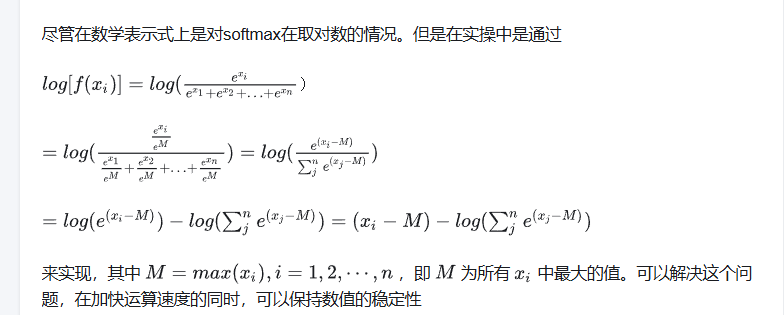 尽管在数学表示式上是对softmax在取对数的情况。但是在实操中是通过
log[f(x_i)] = log(\frac{e^{x_i}}{e^{x_1}+e^{x_2}+...+e^{x_n}})
= log(\frac{\frac{e^{x_i}}{e^M}}{\frac{e^{x_1}}{e^M}+\frac{e^{x_2}}{e^M}+...+\frac{e^{x_n}}{e^M}}) = log(\frac{e^{(x_i-M)}}{\sum_j^n e^{(x_j-M)}})
= log(e^{(x_i-M)}) - log(\sum_j^n e^{(x_j-M)}) = (x_i - M) - log(\sum_j^n e^{(x_j-M)})
来实现，其中 M = max(x_i), i = 1, 2, ⋯, n ，即 M 为所有 x_i 中最大的值。可以解决这个问
题，在加快运算速度的同时，可以保持数值的稳定性